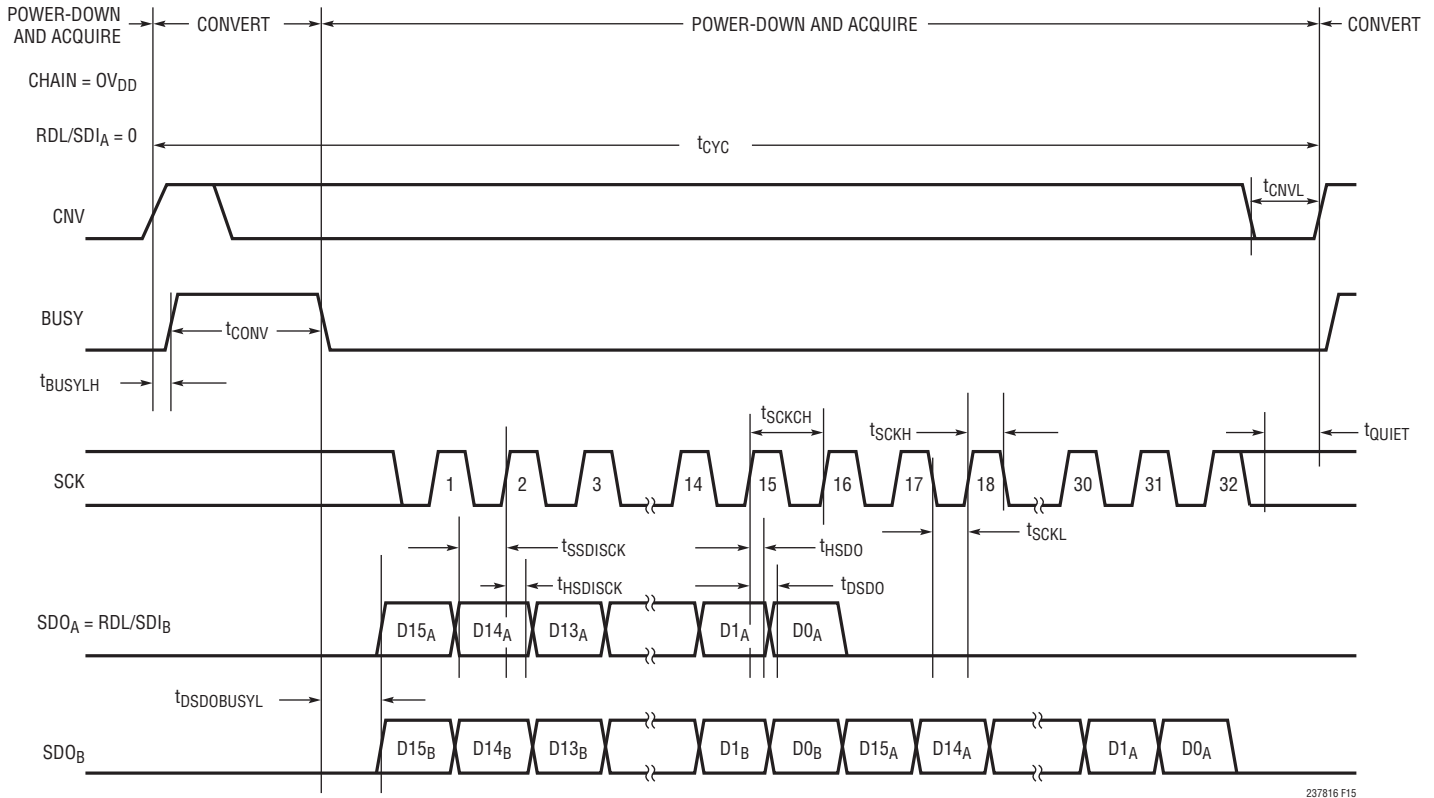 POWER-DOWN
AND ACQUIRE
CONVERT
POWER-DOWN AND ACQUIRE
CONVERT
CHAIN = OVDD
RDL/SDIA = 0
tCYC
CNV
tCNVL
BUSY
tCONV
tBUSYLH
tSCKCH
tSCKH
tQUIET
SCK
1 2 3 14 15 16 17 18 30 31 32
tSSDISCK
tHSDO
tSCKL
tHSDISCK
tDSDO
SDOA = RDL/SDIB
D15A D14A D13A D1A D0A
tDSDOBUSYL
SDOB
D15B D14B D13B D1B D0B D15A D14A D1A D0A
237816 F15